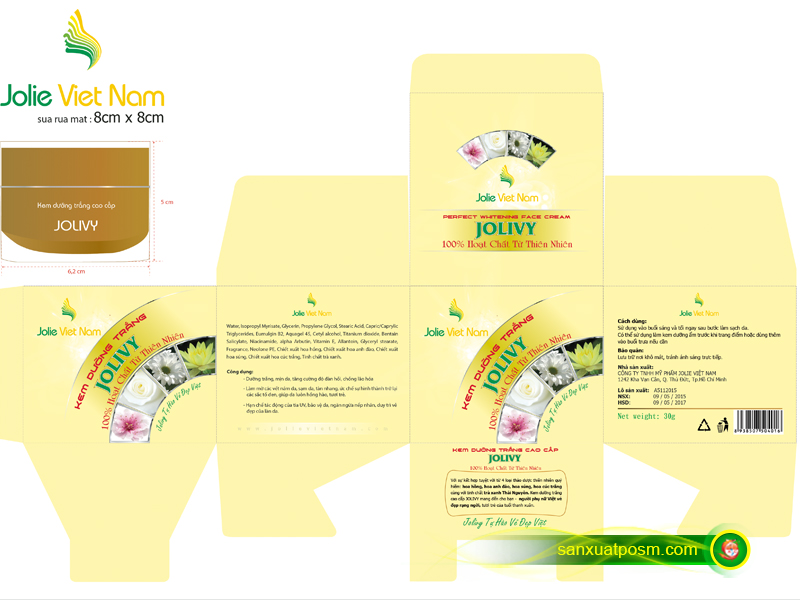 Jolie Viet Nam
sua rua mat : 8cm x 8cm
Kem dưỡng trắng cao cấp
JOLIVY
5 cm
6,2 cm
Jolie Viet Nam
PERFECT WHITENING FACE CREAM
JOLIVY
100% Hoạt Chất Từ Thiên Nhiên
Jolie Viet Nam
KEM DƯỠNG TRẮNG
JOLIVY
100% Hoạt Chất Từ Thiên Nhiên
Jolivy Tự Hào Vẻ Đẹp Việt
Water, Isopropyl Myrisate, Glycerin, Propylene Glycol, Stearic Acid, Capric/Caprylic
Triglycerides, Eumulgin B2, Aquagel 45, Cetyl alcohol, Titanium dioxide, Bentain
Salicylate, Niacinamide, alpha Arbutin, Vitamin E, Allantoin, Glyceryl stearate,
Fragrance, Neolone PE, Chiết xuất hoa hồng, Chiết xuất hoa anh đào, Chiết xuất
hoa súng, Chiết xuất hoa cúc trắng, Tinh chất trà xanh.
Công dụng:
- Dưỡng trắng, mịn da, tăng cường độ đàn hồi, chống lão hóa
- Làm mờ các vết nám da, sạm da, tàn nhang, ức chế sự hình thành trở lại
các sắc tố đen, giúp da luôn hồng hào, tươi trẻ.
- Hạn chế tác động của tia UV, bảo vệ da, ngăn ngừa nếp nhăn, duy trì vẻ
đẹp của làn da.
www.jolievietnam.com
Jolie Viet Nam
KEM DƯỠNG TRẮNG
JOLIVY
100% Hoạt Chất Từ Thiên Nhiên
Jolivy Tự Hào Vẻ Đẹp Việt
Cách dùng:
Sử dụng vào buổi sáng và tối ngay sau bước làm sạch da.
Có thể sử dụng làm kem dưỡng ẩm trước khi trang điểm hoặc dùng thêm
vào buổi trưa nếu cần
Bảo quản:
Lưu trữ nơi khô mát, tránh ánh sáng trực tiếp.
Nhà sản xuất:
CÔNG TY TNHH MỸ PHẨM JOLIE VIỆT NAM
1242 Kha Vạn Cân, Q. Thủ Đức, Tp.Hồ Chí Minh
Lô sản xuất: A5112015
NSX: 09 / 05 / 2015
HSD: 09 / 05 / 2017
Net weight: 30g
8 938507 904016
KEM DƯỠNG TRẮNG CAO CẤP
JOLIVY
100% Hoạt Chất Từ Thiên Nhiên
Với sự kết hợp tuyệt vời từ 4 loại thảo dược thiên nhiên quý
hiếm: hoa hồng, hoa anh đào, hoa súng, hoa cúc trắng
cùng với tinh chất trà xanh Thái Nguyên. Kem dưỡng trắng
cao cấp JOLIVY mang đến cho bạn - người phụ nữ Việt vẻ
đẹp rạng ngời, tươi trẻ của tuổi thanh xuân.
Jolivy Tự Hào Vẻ Đẹp Việt
sanxuatposm.com